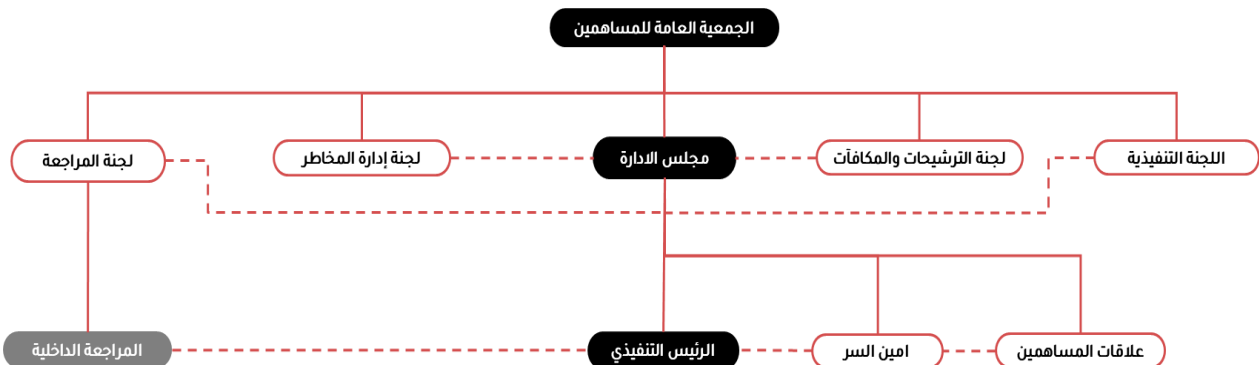 الجمعية العامة للمساهمين
اللجنة التنفيذية
لجنة الترشيحات والمكافآت
مجلس الادارة
لجنة إدارة المخاطر
لجنة المراجعة
علاقات المساهمين
امين السر
الرئيس التنفيذي
المراجعة الداخلية